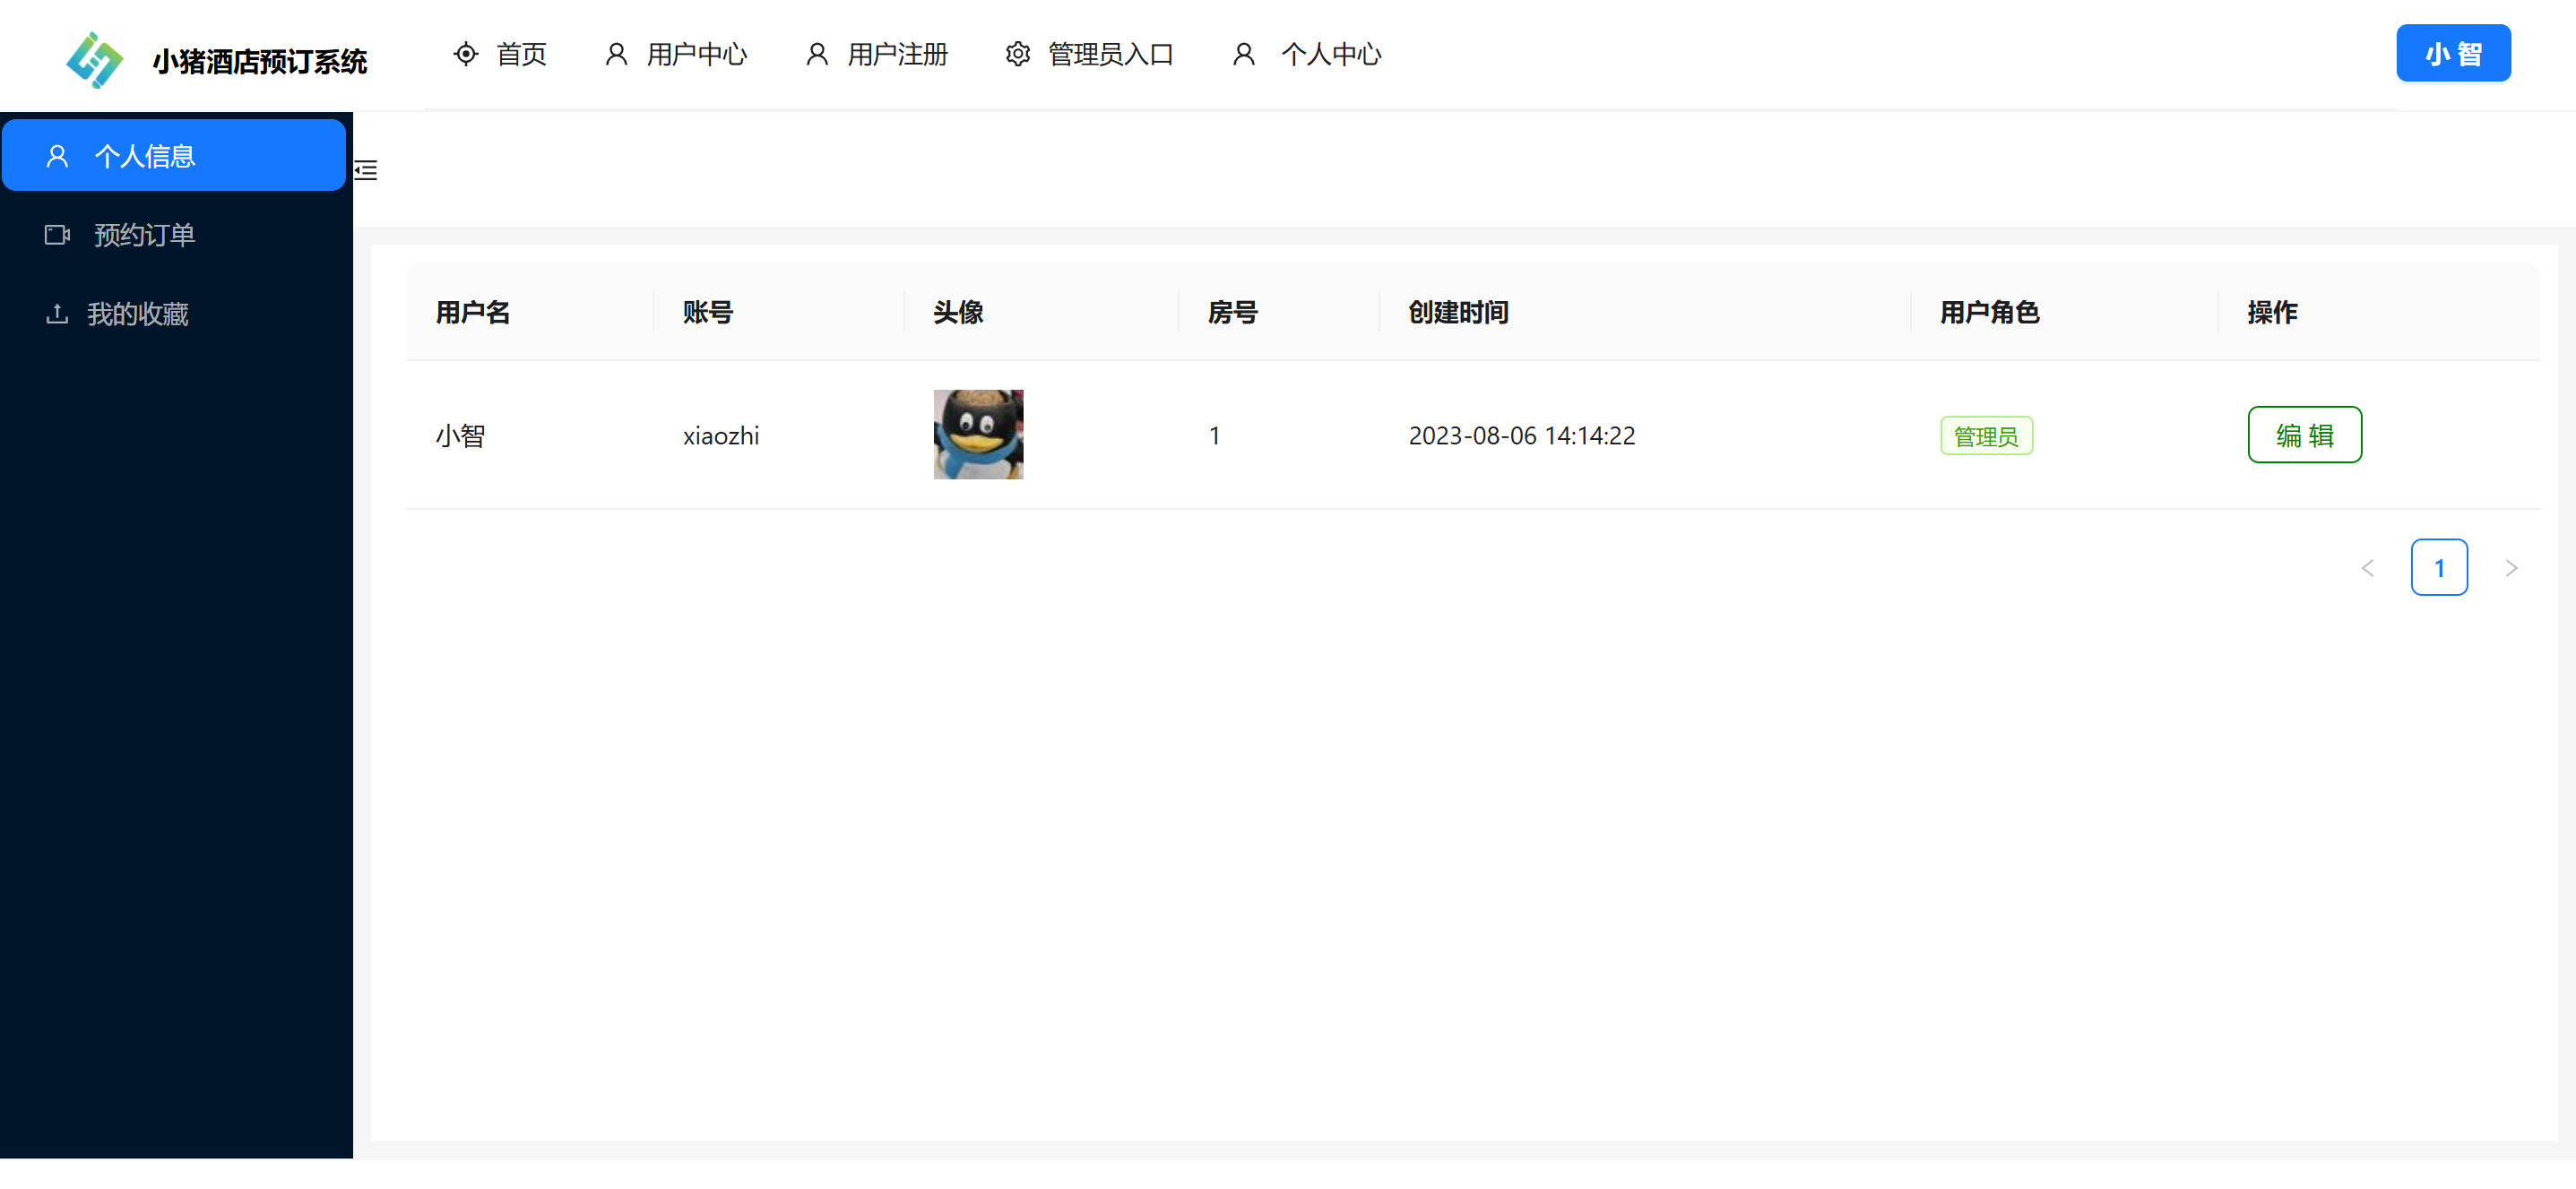 小猪酒店预订系统 首页 用户中心 用户注册 管理员入口 个人中心 小智
个人信息
预约订单
我的收藏
用户名 账号 头像 房号 创建时间 用户角色 操作
小智 xiaozhi 1 2023-08-06 14:14:22 管理员 编辑
1